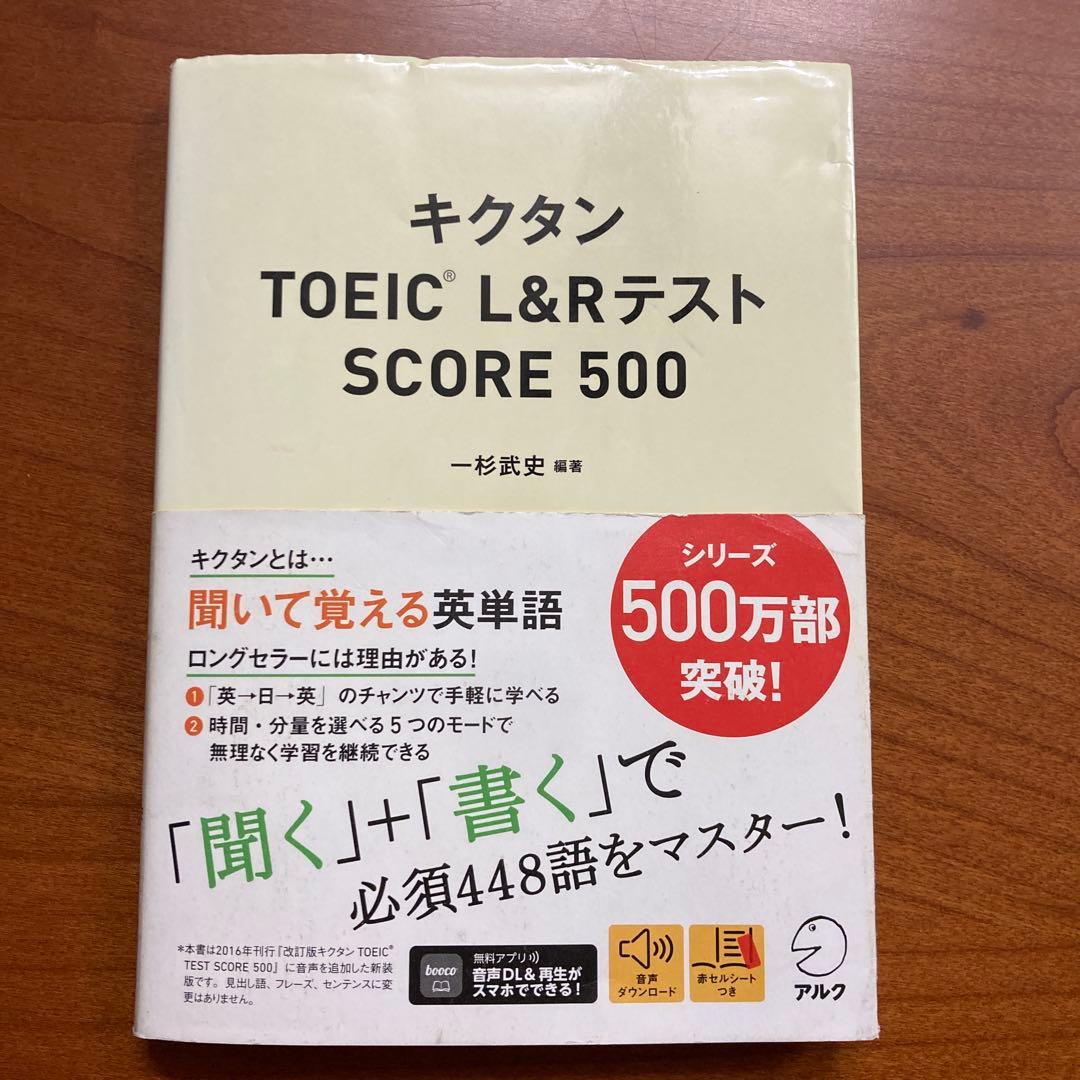 キクタン
TOEIC® L&Rテスト
SCORE 500
一杉武史 編著
キクタンとは…
聞いて覚える英単語
ロングセラーには理由がある!
1 「英→日→英」のチャンツで手軽に学べる
2 時間・分量を選べる5つのモードで
無理なく学習を継続できる
シリーズ
500万部
突破!
「聞く」+「書く」で
必須448語をマスター!
*本書は2016年刊行『改訂版キクタン TOEIC®
TEST SCORE 500』に音声を追加した新装
版です。見出し語、フレーズ、センテンスに変
更はありません。
booco
無料アプリ
音声DL&再生が
スマホでできる!
音声
ダウンロード
赤セルシート
つき
アルク